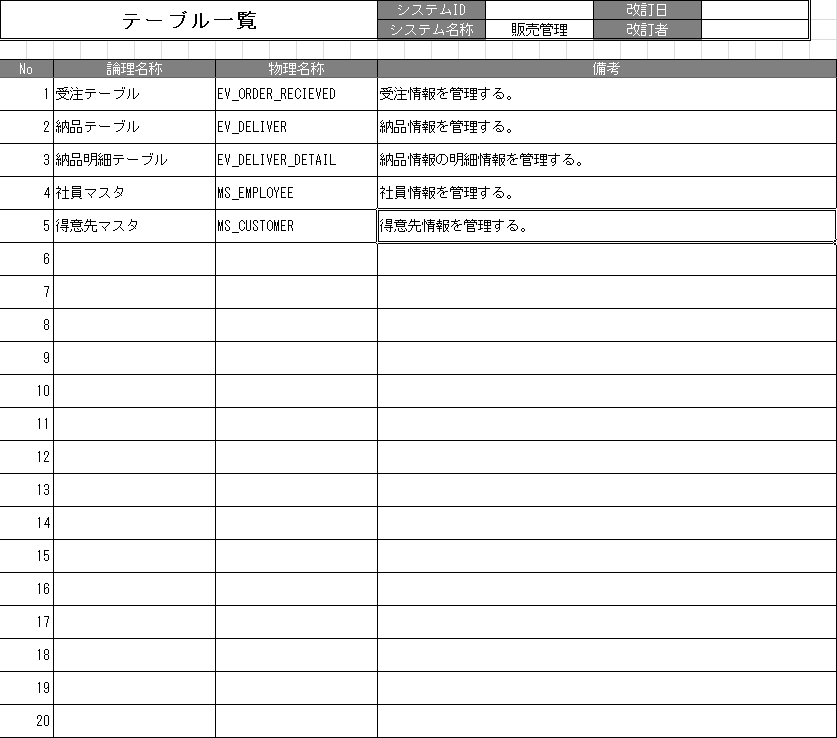 テーブル一覧 システムID 改訂日
システム名称 販売管理 改訂者
No 論理名称 物理名称 備考
1 受注テーブル EV_ORDER_RECIEVED 受注情報を管理する。
2 納品テーブル EV_DELIVER 納品情報を管理する。
3 納品明細テーブル EV_DELIVER_DETAIL 納品情報の明細情報を管理する。
4 社員マスタ MS_EMPLOYEE 社員情報を管理する。
5 得意先マスタ MS_CUSTOMER 得意先情報を管理する。
6
7
8
9
10
11
12
13
14
15
16
17
18
19
20